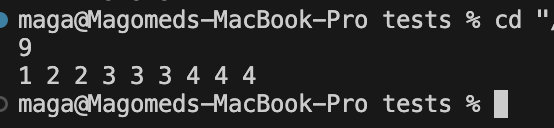 maga@Magomeds-MacBook-Pro tests % cd "/
9
1 2 2 3 3 3 4 4 4
maga@Magomeds-MacBook-Pro tests %